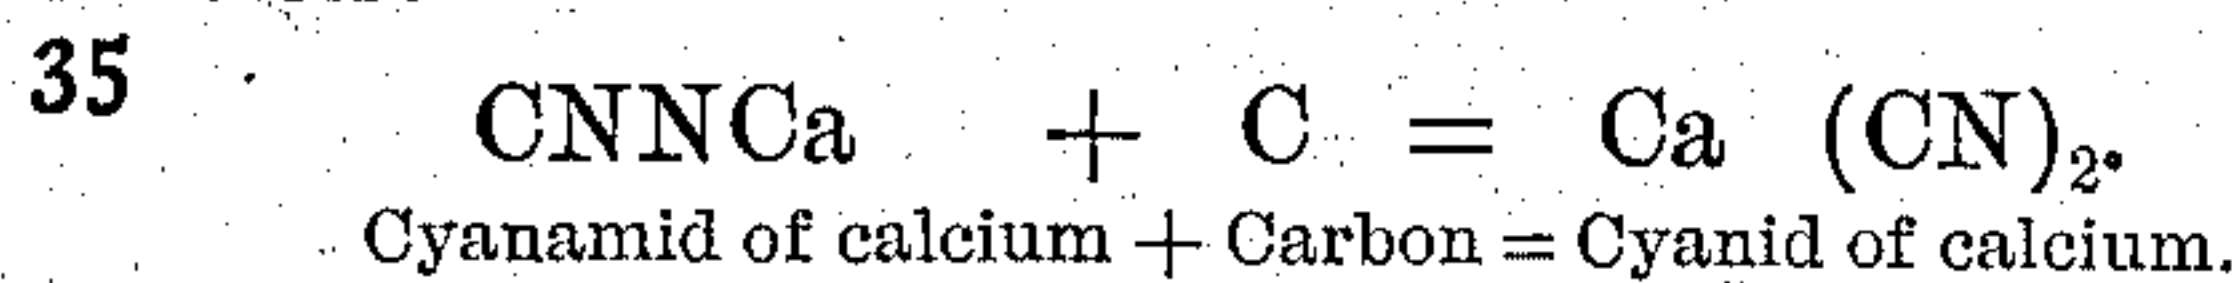 35 CNNCa + C = Ca (CN)₂.
Cyanamid of calcium + Carbon = Cyanid of calcium.